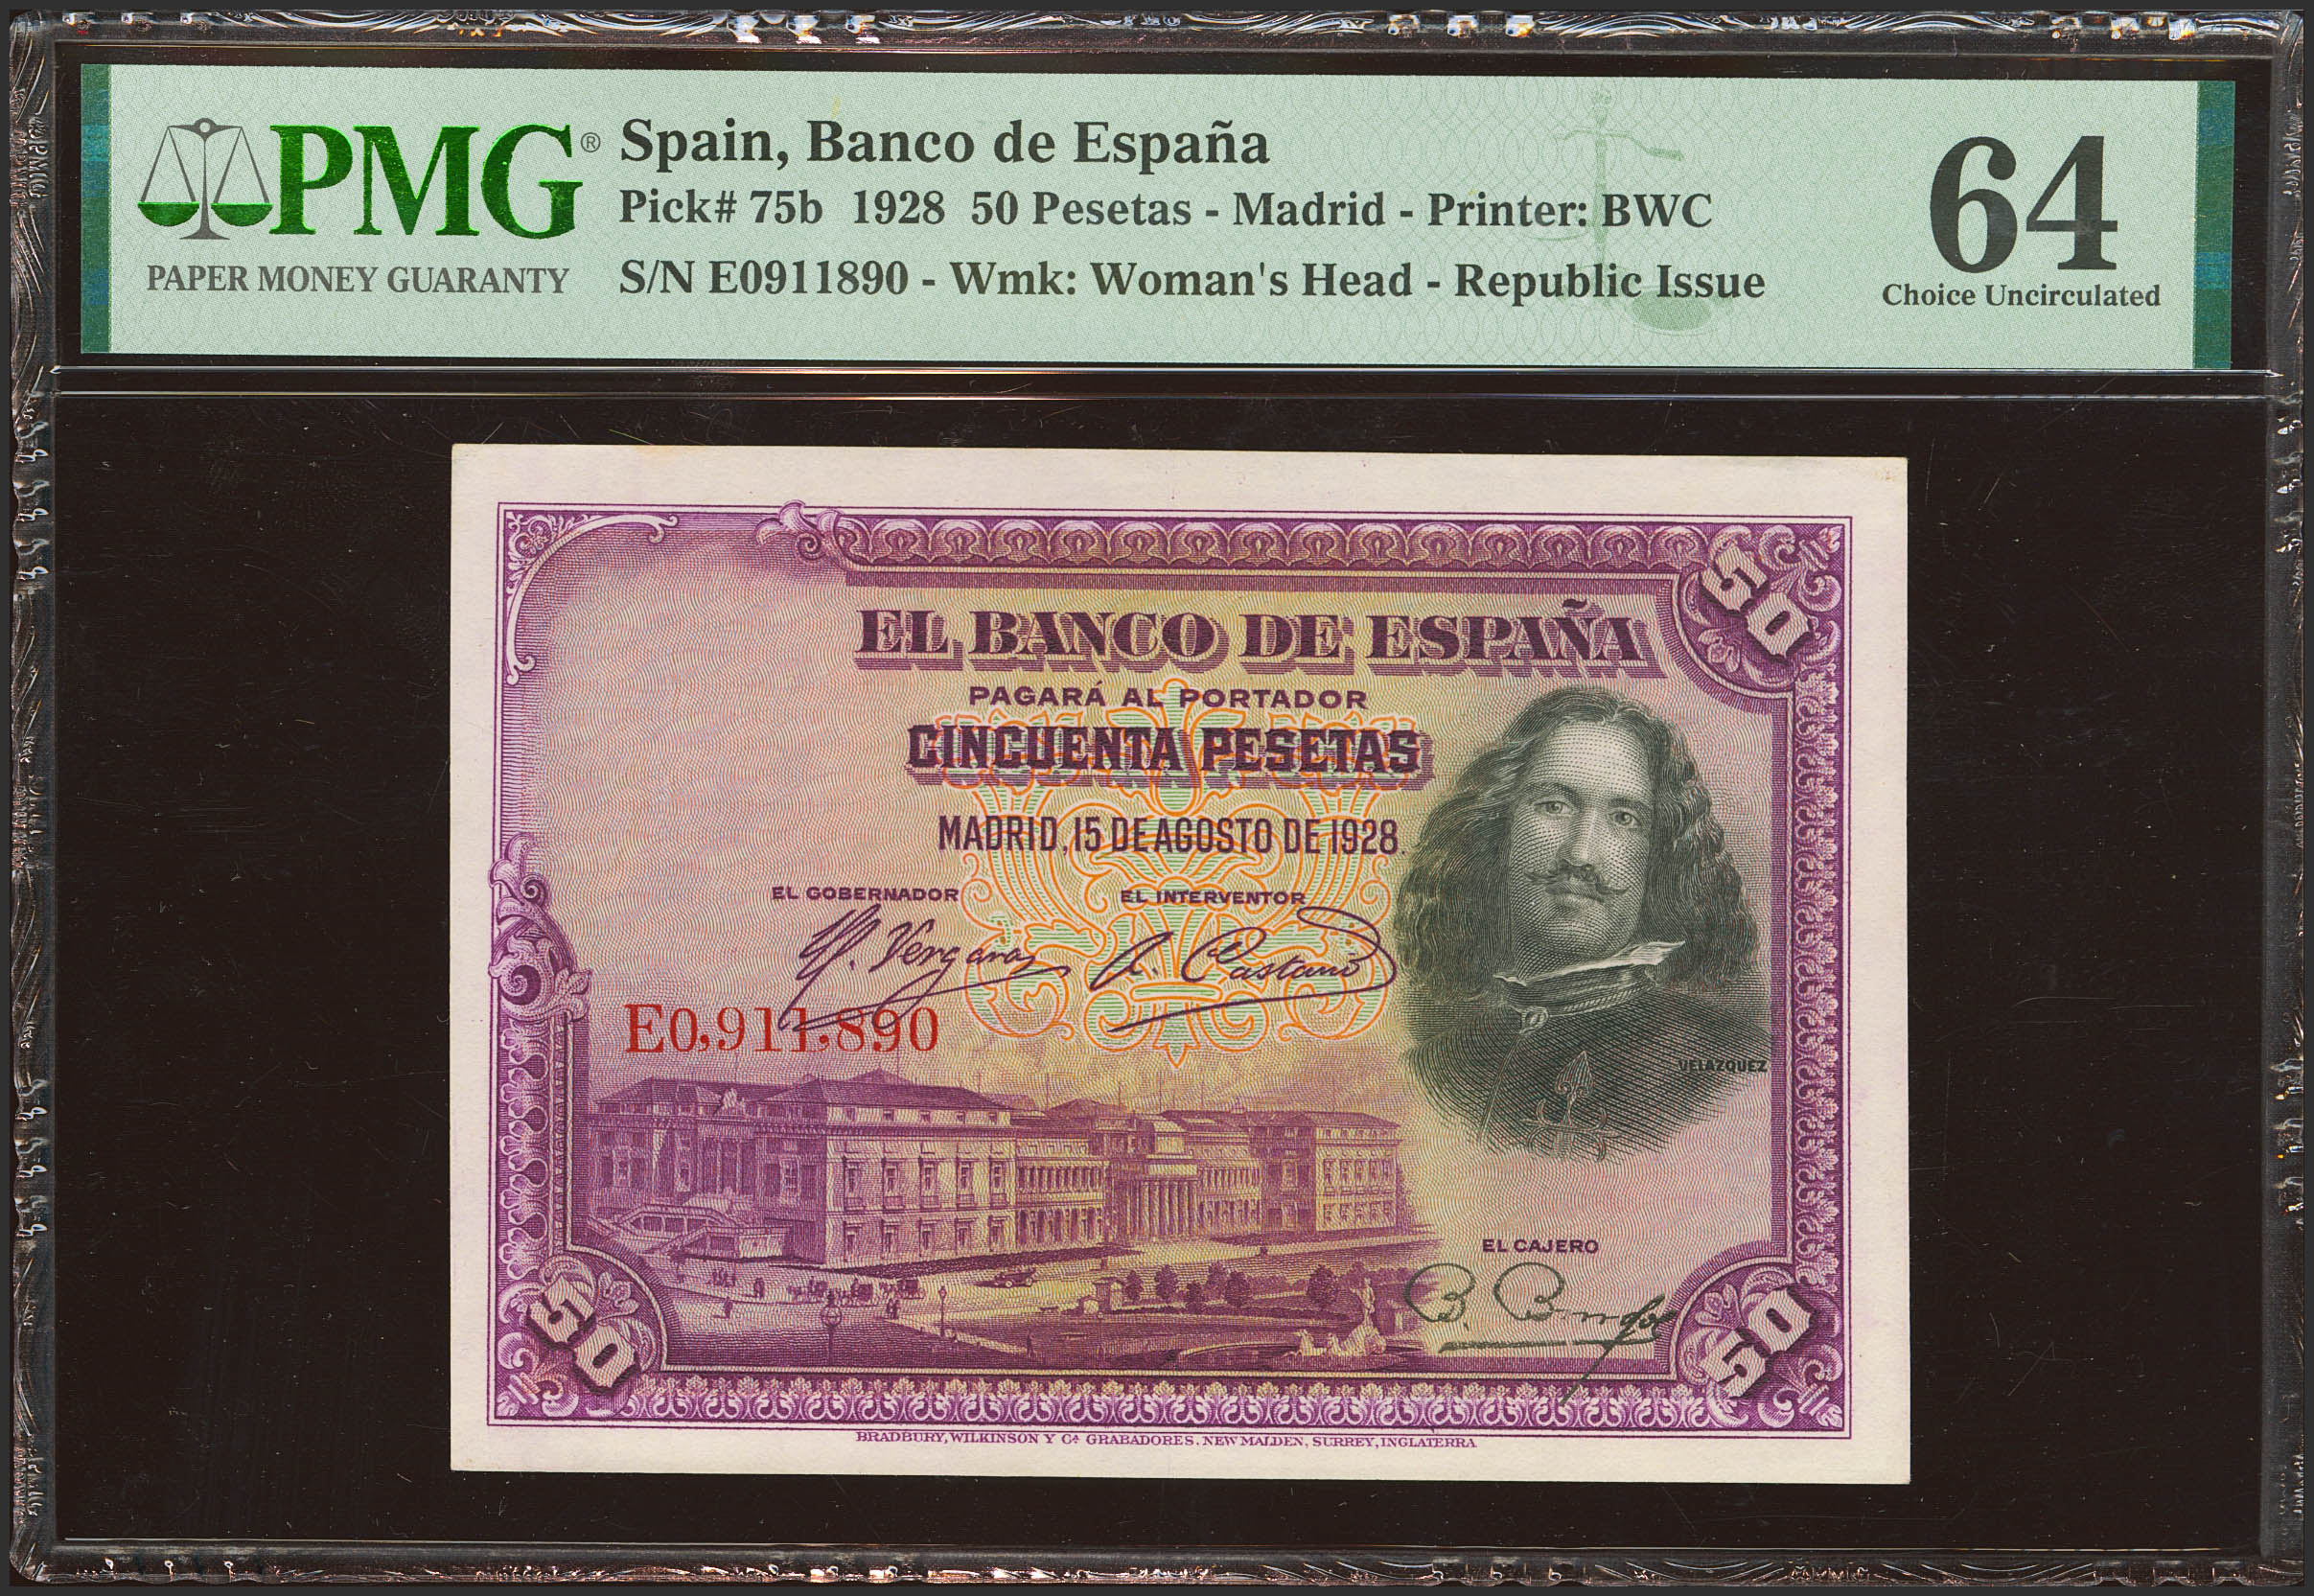 PMG®
PAPER MONEY GUARANTY
Spain, Banco de España
Pick# 75b 1928 50 Pesetas - Madrid - Printer: BWC
S/N E0911890 - Wmk: Woman's Head - Republic Issue
64
Choice Uncirculated
50
EL BANCO DE ESPAÑA
PAGARÁ AL PORTADOR
CINCUENTA PESETAS
MADRID, 15 DE AGOSTO DE 1928.
EL GOBERNADOR
EL INTERVENTOR
Vergara
Castaño
E0,911,890
VELAZQUEZ
EL CAJERO
50
50
BRADBURY, WILKINSON Y Cª GRABADORES. NEW MALDEN, SURREY, INGLATERRA